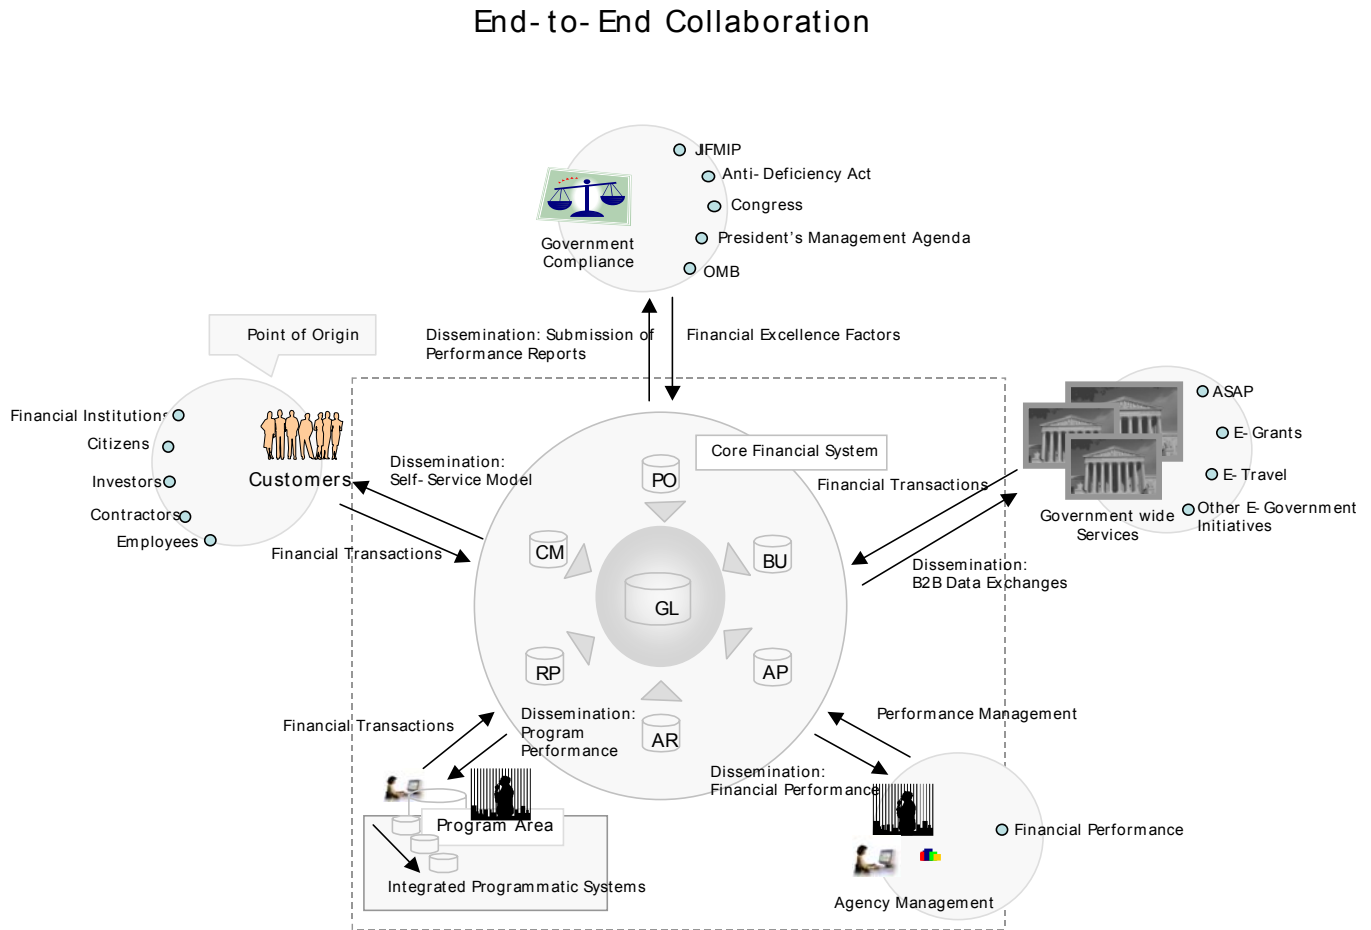 End- to- End Collaboration
JIFMIP
Anti- Deficiency Act
Congress
President's Management Agenda
OMB
Government
Compliance
Point of Origin
Dissemination: Submission of
Performance Reports
Financial Excellence Factors
Financial Institutions
Citizens
Investors
Contractors
Employees
Customers
Dissemination:
Self- Service Model
Financial Transactions
Core Financial System
PO
CM
BU
GL
RP
AP
AR
Financial Transactions
ASAP
E- Grants
E- Travel
Other E- Government
Initiatives
Government wide
Services
Dissemination:
B2B Data Exchanges
Financial Transactions
Dissemination:
Program
Performance
Performance Management
Dissemination:
Financial Performance
Program Area
Integrated Programmatic Systems
Financial Performance
Agency Management